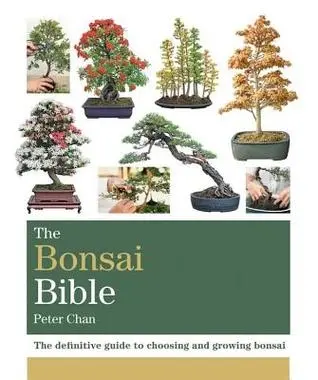 The
Bonsai
Bible
Peter Chan
The definitive guide to choosing and growing bonsai